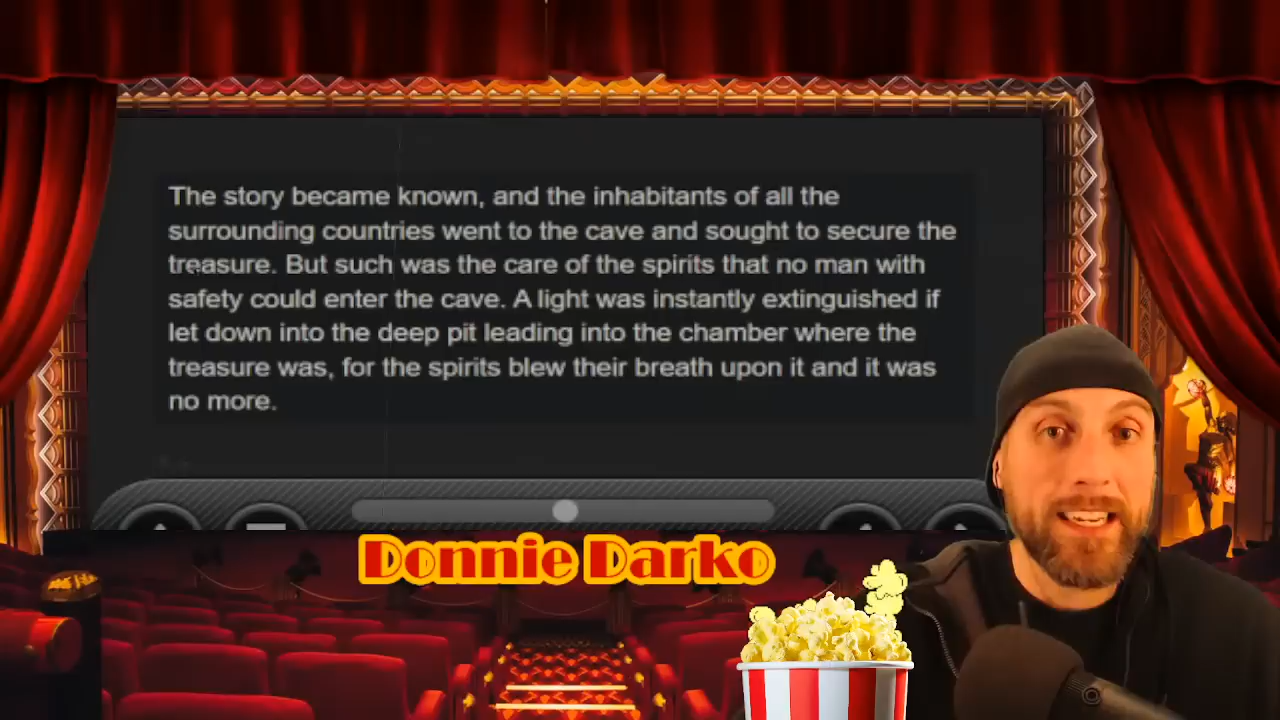 The story became known, and the inhabitants of all the
surrounding countries went to the cave and sought to secure the
treasure. But such was the care of the spirits that no man with
safety could enter the cave. A light was instantly extinguished if
let down into the deep pit leading into the chamber where the
treasure was, for the spirits blew their breath upon it and it was
no more.
Donnie Darko